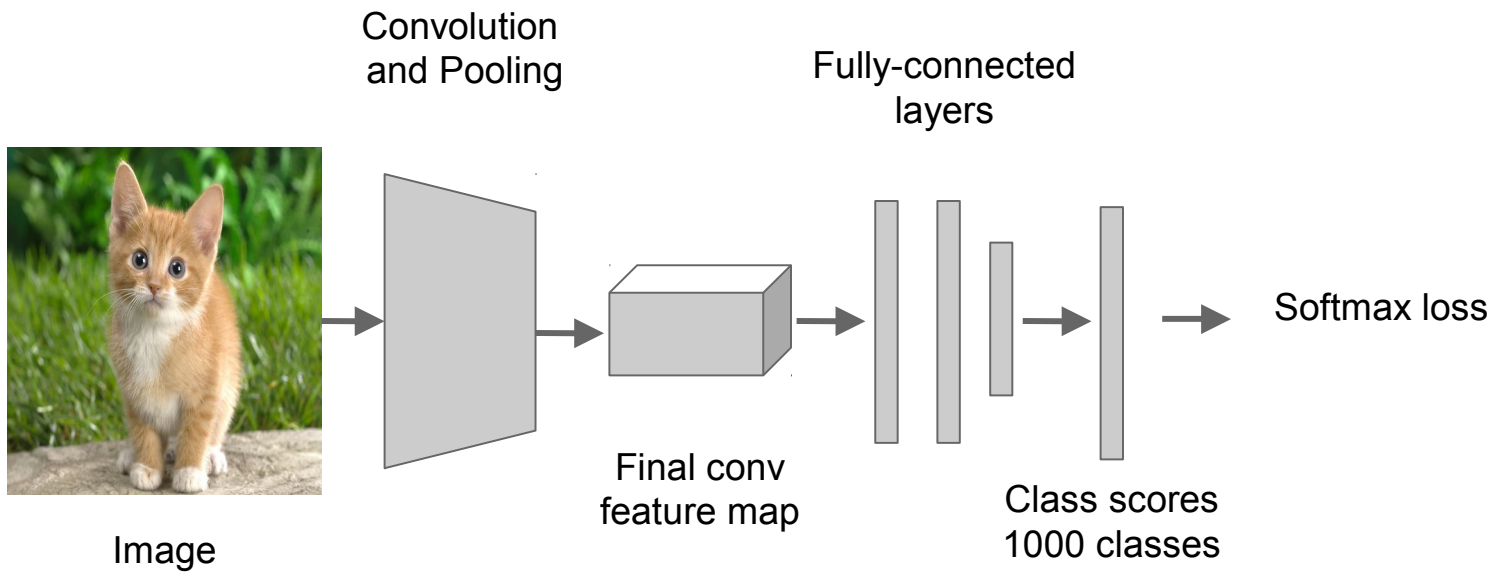 Convolution
and Pooling
Fully-connected
layers
Softmax loss
Final conv
feature map
Class scores
1000 classes
Image